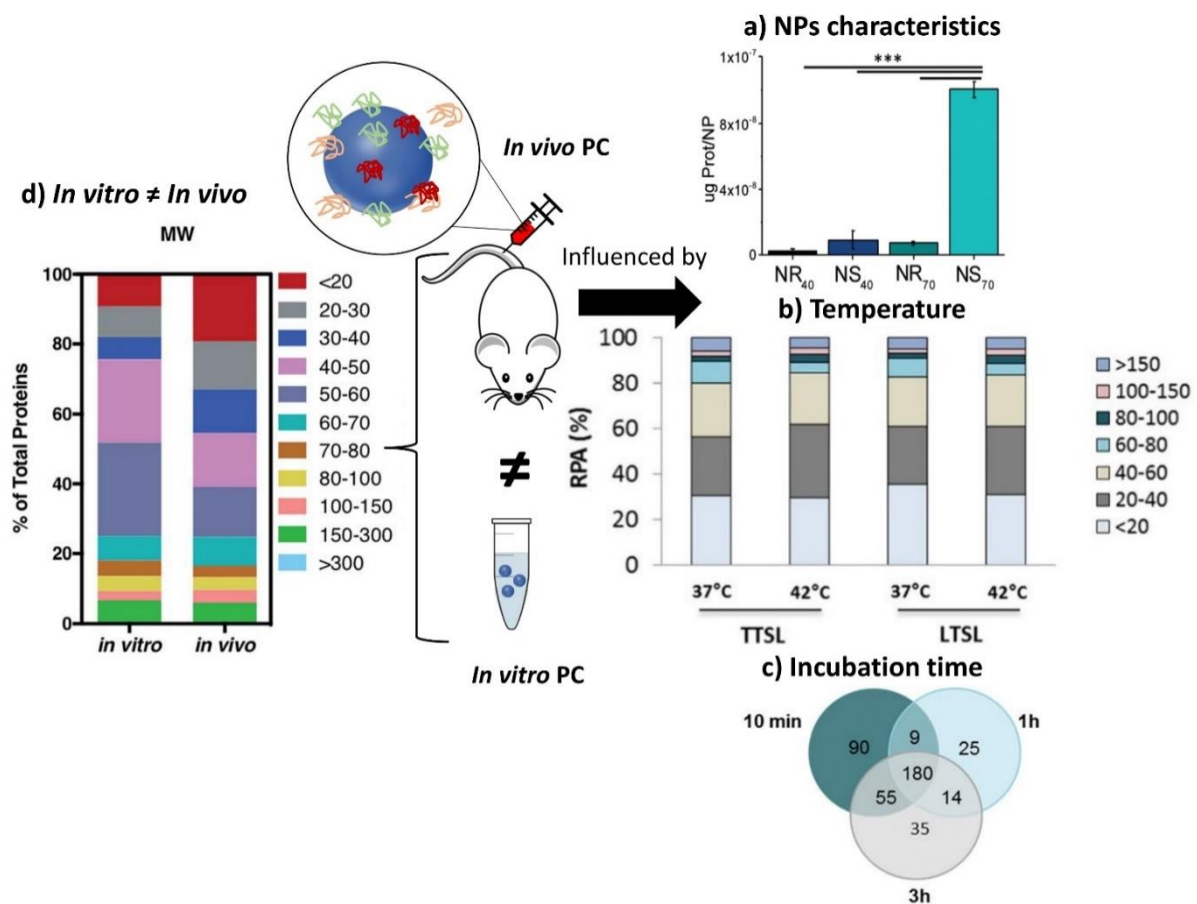 a) NPs characteristics
1x10⁻⁷
8x10⁻⁸
4x10⁻⁸
0
ug Prot/NP
***
NR₄₀
NS₄₀
NR₇₀
NS₇₀
In vivo PC
Influenced by
d) In vitro ≠ In vivo
MW
100
80
60
40
20
0
% of Total Proteins
in vitro
in vivo
<20
20-30
30-40
40-50
50-60
60-70
70-80
80-100
100-150
150-300
>300
≠
In vitro PC
b) Temperature
100
80
60
40
20
0
RPA (%)
37°C
42°C
37°C
42°C
TTSL
LTSL
>150
100-150
80-100
60-80
40-60
20-40
<20
c) Incubation time
10 min
1h
90
9
25
180
55
14
35
3h